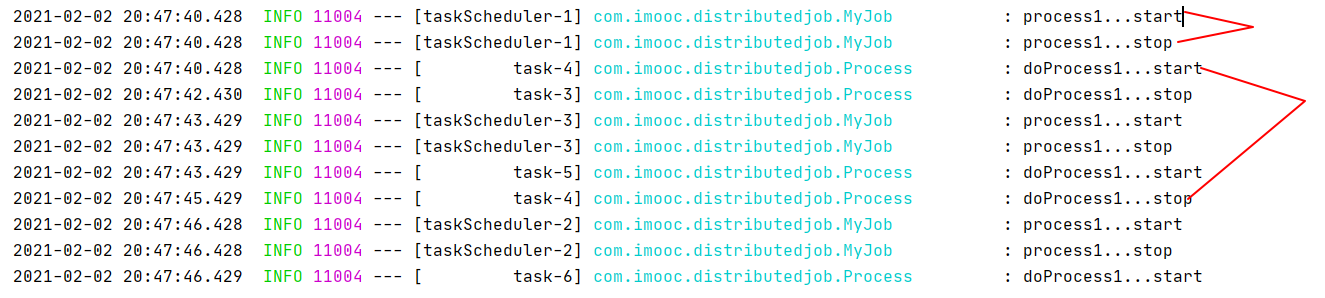 2021-02-02 20:47:40.428  INFO 11004 --- [taskScheduler-1] com.imooc.distributedjob.MyJob           : process1...start
2021-02-02 20:47:40.428  INFO 11004 --- [taskScheduler-1] com.imooc.distributedjob.MyJob           : process1...stop
2021-02-02 20:47:40.428  INFO 11004 --- [         task-4] com.imooc.distributedjob.Process         : doProcess1...start
2021-02-02 20:47:42.430  INFO 11004 --- [         task-3] com.imooc.distributedjob.Process         : doProcess1...stop
2021-02-02 20:47:43.429  INFO 11004 --- [taskScheduler-3] com.imooc.distributedjob.MyJob           : process1...start
2021-02-02 20:47:43.429  INFO 11004 --- [taskScheduler-3] com.imooc.distributedjob.MyJob           : process1...stop
2021-02-02 20:47:43.429  INFO 11004 --- [         task-5] com.imooc.distributedjob.Process         : doProcess1...start
2021-02-02 20:47:45.429  INFO 11004 --- [         task-4] com.imooc.distributedjob.Process         : doProcess1...stop
2021-02-02 20:47:46.428  INFO 11004 --- [taskScheduler-2] com.imooc.distributedjob.MyJob           : process1...start
2021-02-02 20:47:46.428  INFO 11004 --- [taskScheduler-2] com.imooc.distributedjob.MyJob           : process1...stop
2021-02-02 20:47:46.429  INFO 11004 --- [         task-6] com.imooc.distributedjob.Process         : doProcess1...start